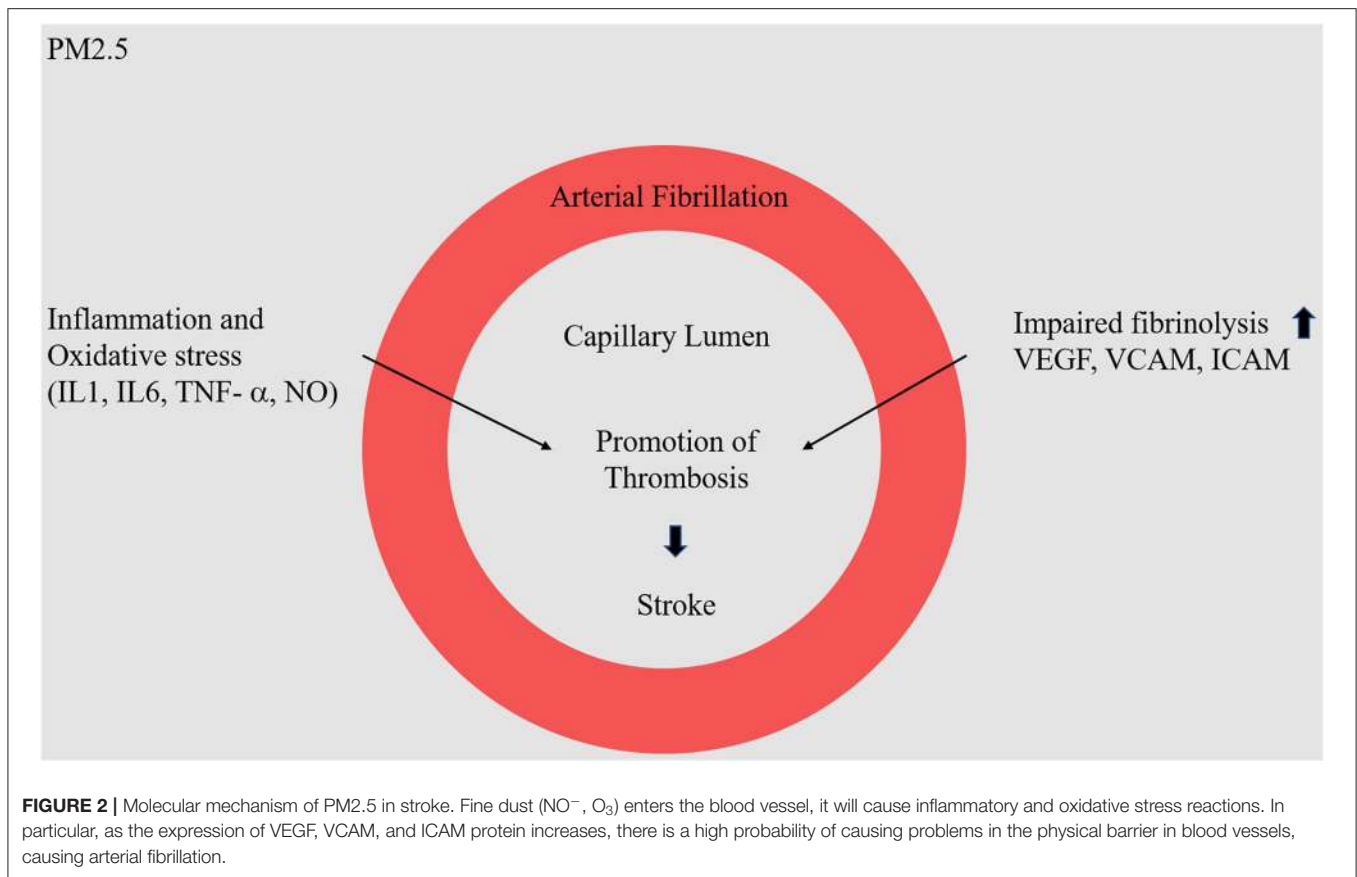 PM2.5
Arterial Fibrillation
Inflammation and
Oxidative stress
(IL1, IL6, TNF- α, NO)
Capillary Lumen
Impaired fibrinolysis
VEGF, VCAM, ICAM
Promotion of
Thrombosis
Stroke
FIGURE 2 | Molecular mechanism of PM2.5 in stroke. Fine dust (NO⁻, O₃) enters the blood vessel, it will cause inflammatory and oxidative stress reactions. In
particular, as the expression of VEGF, VCAM, and ICAM protein increases, there is a high probability of causing problems in the physical barrier in blood vessels,
causing arterial fibrillation.